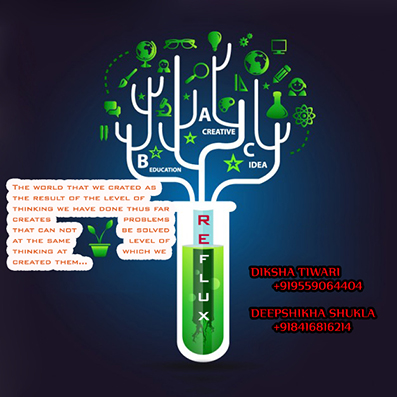 A
CREATIVE
B
EDUCATION
C
IDEA
The world that we crated as
the result of the level of
thinking we have done thus far
creates problems
that can not be solved
at the same level of
thinking at which we
created them...
REFLUX
DIKSHA TIWARI
+919559064404
DEEPSHIKHA SHUKLA
+918416816214